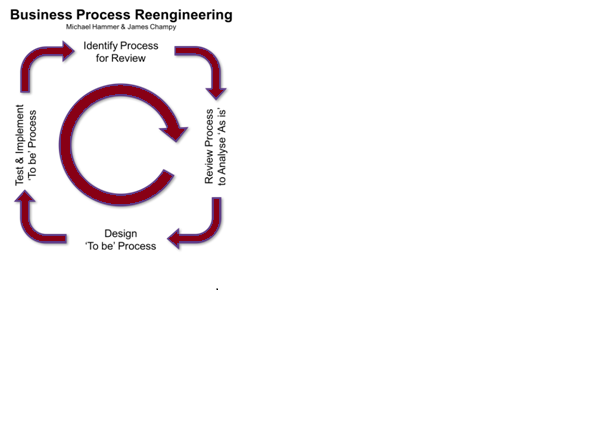 Business Process Reengineering
Michael Hammer & James Champy
Identify Process
for Review
Review Process
to Analyse ‘As is’
Design
‘To be’ Process
Test & Implement
‘To be’ Process